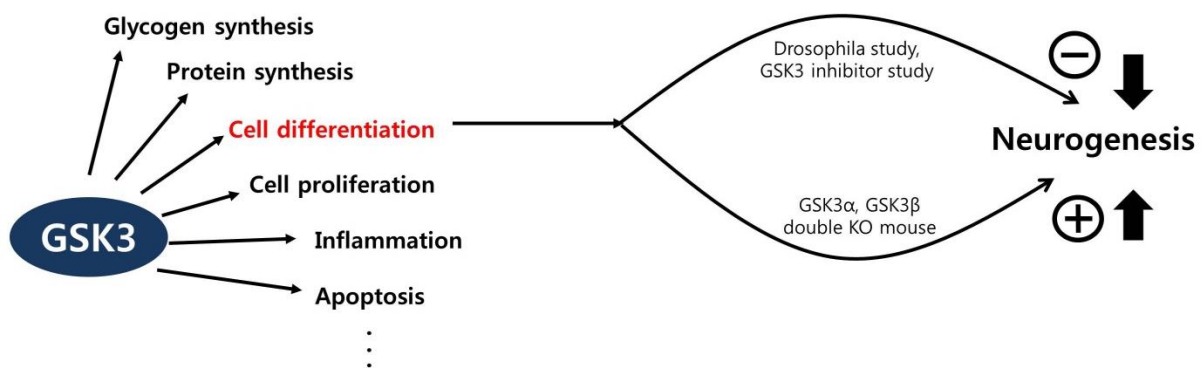 Glycogen synthesis
Protein synthesis
Cell differentiation
Cell proliferation
Inflammation
Apoptosis
GSK3
Drosophila study,
GSK3 inhibitor study
GSK3α, GSK3β
double KO mouse
Neurogenesis